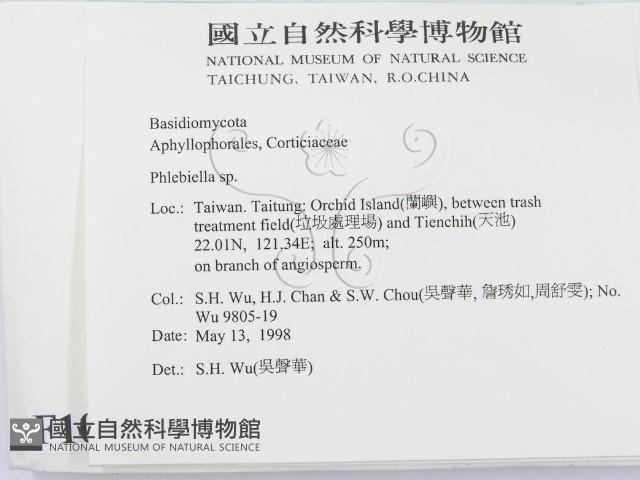 國立自然科學博物館
NATIONAL MUSEUM OF NATURAL SCIENCE
TAICHUNG, TAIWAN, R.O.CHINA
Basidiomycota
Aphyllophorales, Corticiaceae
Phlebiella sp.
Loc.: Taiwan. Taitung: Orchid Island(蘭嶼), between trash
treatment field(垃圾處理場) and Tienchih(天池)
22.01N, 121.34E; alt. 250m;
on branch of angiosperm.
Col.: S.H. Wu, H.J. Chan & S.W. Chou(吳聲華, 詹琇如,周舒雯); No.
Wu 9805-19
Date: May 13, 1998
Det.: S.H. Wu(吳聲華)
國立自然科學博物館
NATIONAL MUSEUM OF NATURAL SCIENCE